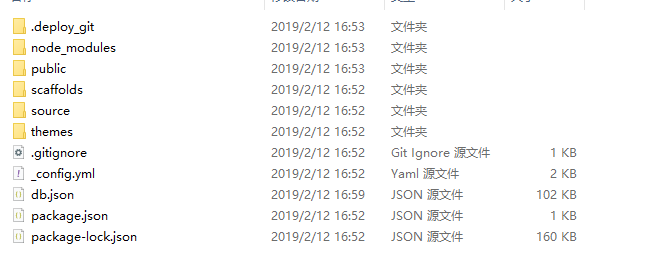 .deploy_git 2019/2/12 16:53 文件夹
node_modules 2019/2/12 16:53 文件夹
public 2019/2/12 16:53 文件夹
scaffolds 2019/2/12 16:52 文件夹
source 2019/2/12 16:52 文件夹
themes 2019/2/12 16:52 文件夹
.gitignore 2019/2/12 16:52 Git Ignore 源文件 1 KB
_config.yml 2019/2/12 16:52 Yaml 源文件 2 KB
db.json 2019/2/12 16:59 JSON 源文件 102 KB
package.json 2019/2/12 16:52 JSON 源文件 1 KB
package-lock.json 2019/2/12 16:52 JSON 源文件 160 KB